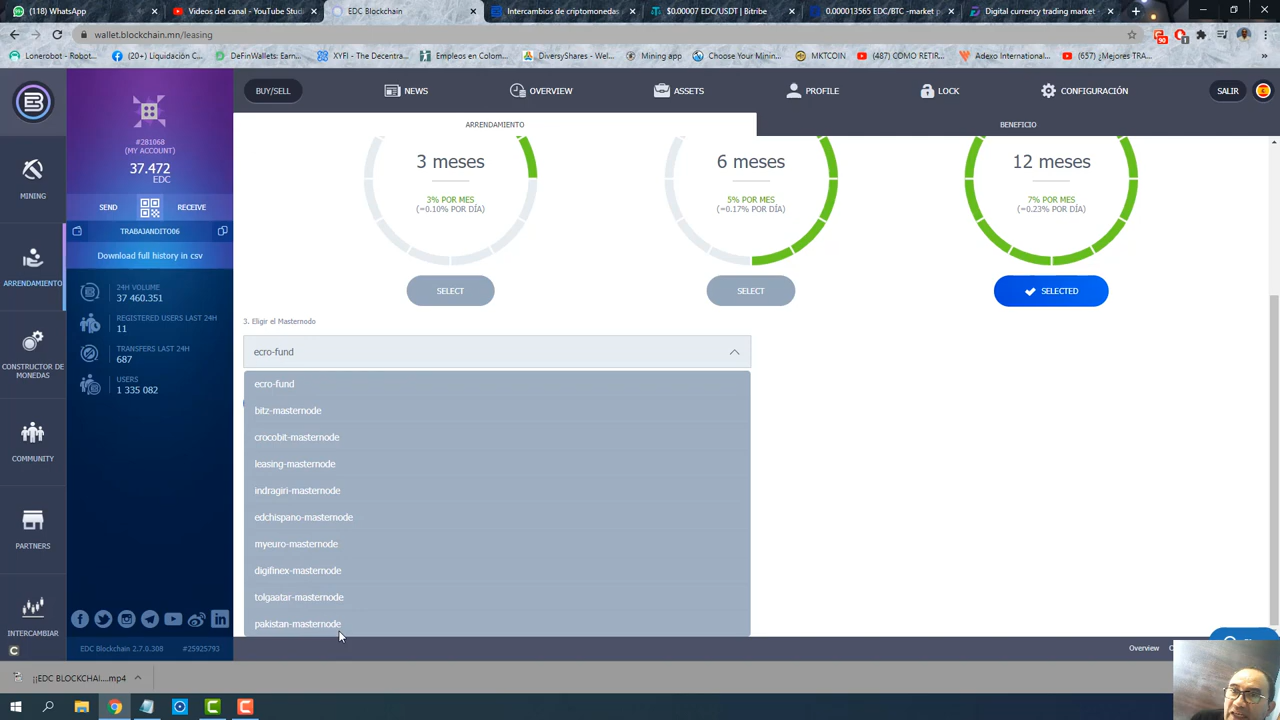 (11) WhatsApp
Videos del canal - YouTube St
EDC Blockchain
Intercambios de criptomonedas
$0.00007 EDC/USDT | Bitribe
0.000013565 EDC/BTC -market
Digital currency trading market
wallet.blockchain.mn/leasing
Lonerobot - Robot...
(20+) Liquidación C...
DeFinWallets: Earn...
XYFI - The Decentra...
Empleos en Colom...
DiversyShares - Wel...
Mining app
Choose Your Minin...
MKTCOIN
(487) COMO RETIR...
Adexo International...
(657) ¿Mejores TRA...
BUY/SELL
NEWS
OVERVIEW
ASSETS
PROFILE
LOCK
CONFIGURACIÓN
SALIR
ARRENDAMIENTO
BENEFICIO
#281068
(MY ACCOUNT)
37.472
EDC
SEND
RECEIVE
TRABAJANDITO06
Download full history in csv
24H VOLUME
37 460.351
REGISTERED USERS LAST 24H
11
TRANSFERS LAST 24H
687
USERS
1 335 082
EDC Blockchain 2.7.0.308
#25925793
MINING
ARRENDAMIENTO
CONSTRUCTOR DE
MONEDAS
COMMUNITY
PARTNERS
INTERCAMBIAR
3 meses
3% POR MES
(=0.10% POR DÍA)
SELECT
6 meses
5% POR MES
(=0.17% POR DÍA)
SELECT
12 meses
7% POR MES
(=0.23% POR DÍA)
SELECTED
3. Eligir el Masternodo
ecro-fund
ecro-fund
bitz-masternode
crocobit-masternode
leasing-masternode
indragiri-masternode
edchispano-masternode
myeuro-masternode
digifinex-masternode
tolgaatar-masternode
pakistan-masternode
Overview
¡¡EDC BLOCKCHAI....mp4